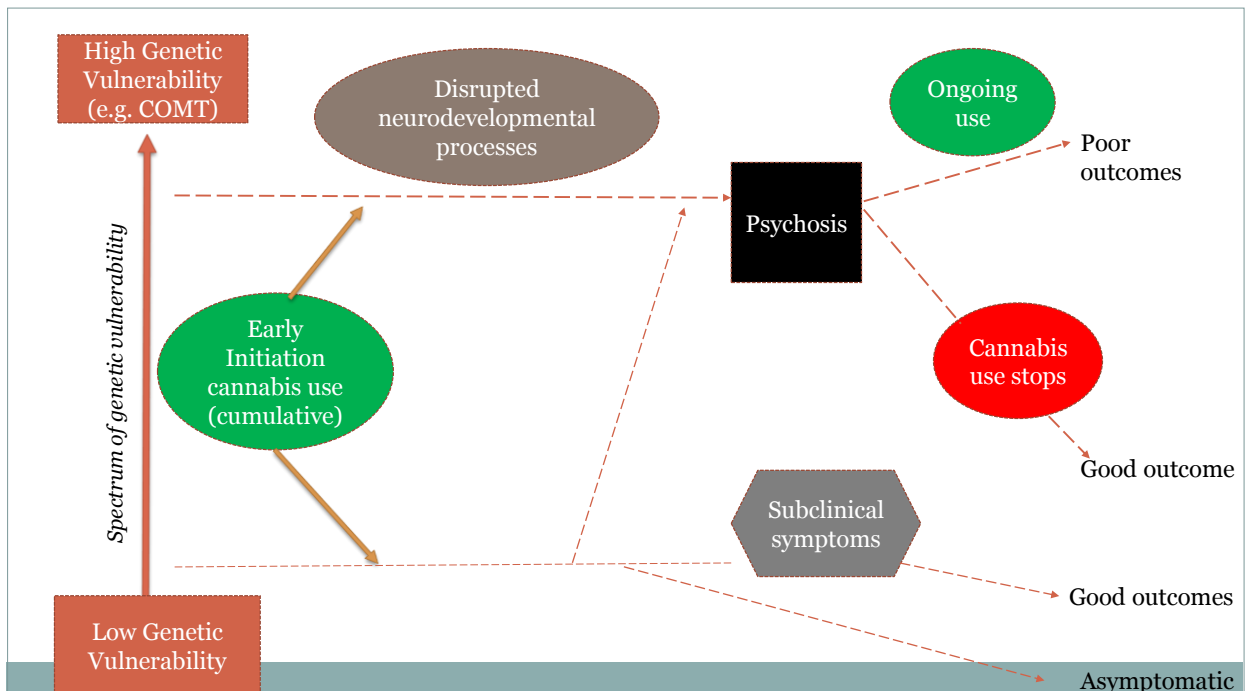 High Genetic
Vulnerability
(e.g. COMT)
Disrupted
neurodevelopmental
processes
Ongoing
use
Poor
outcomes
Psychosis
Spectrum of genetic vulnerability
Early
Initiation
cannabis use
(cumulative)
Cannabis
use stops
Good outcome
Subclinical
symptoms
Good outcomes
Low Genetic
Vulnerability
Asymptomatic